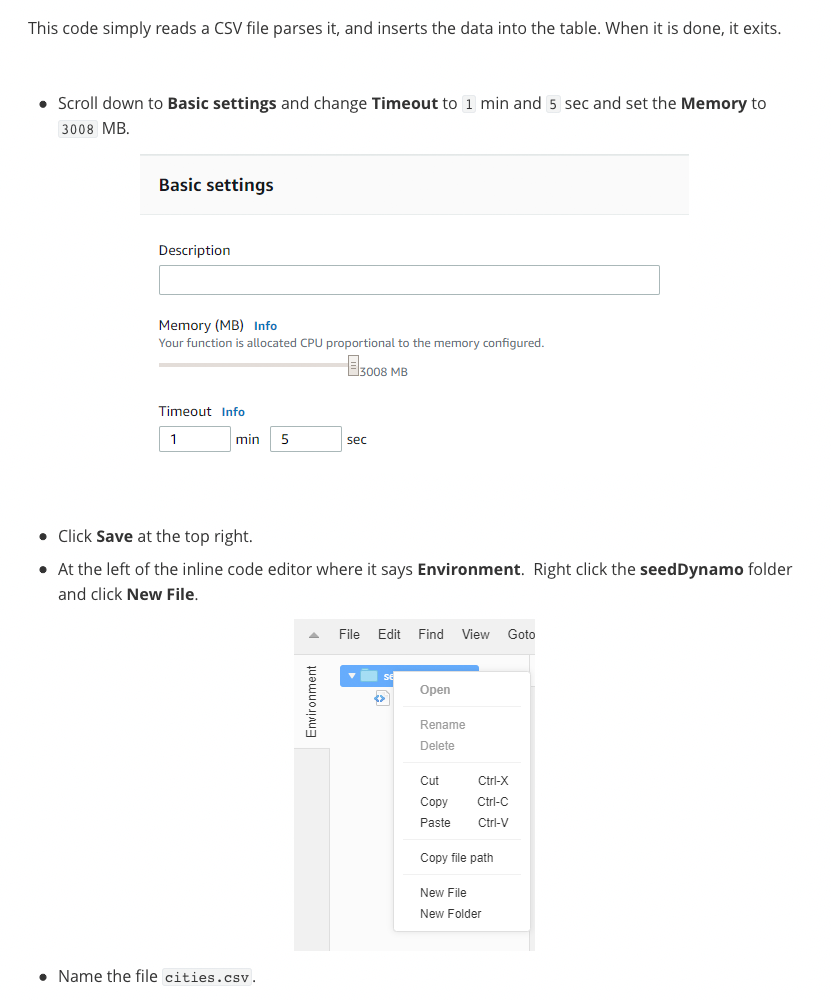 This code simply reads a CSV file parses it, and inserts the data into the table. When it is done, it exits.
Scroll down to Basic settings and change Timeout to 1 min and 5 sec and set the Memory to
3008 MB.
Basic settings
Description
Memory (MB) Info
Your function is allocated CPU proportional to the memory configured.
3008 MB
Timeout Info
1 min 5 sec
Click Save at the top right.
At the left of the inline code editor where it says Environment. Right click the seedDynamo folder
and click New File.
File Edit Find View Goto
Environment
se
Open
Rename
Delete
Cut Ctrl-X
Copy Ctrl-C
Paste Ctrl-V
Copy file path
New File
New Folder
Name the file cities.csv.